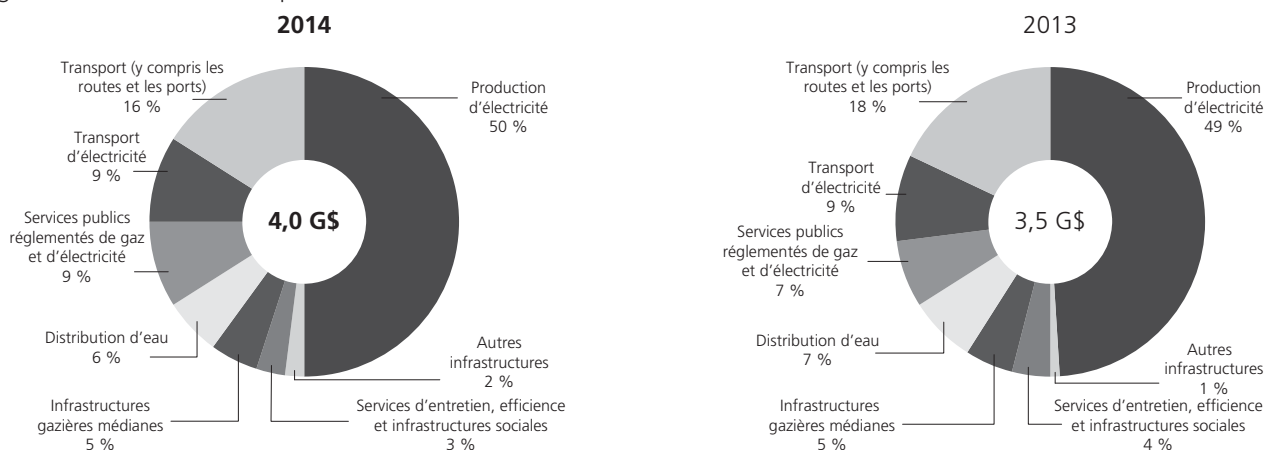 2014
Transport (y compris les
routes et les ports)
16 %
Production
d’électricité
50 %
Transport
d’électricité
9 %
4,0 G$
Services publics
réglementés de gaz
et d’électricité
9 %
Distribution d’eau
6 %
Autres
infrastructures
2 %
Infrastructures
gazières médianes
5 %
Services d’entretien, efficience
et infrastructures sociales
3 %
2013
Transport (y compris les
routes et les ports)
18 %
Production
d’électricité
49 %
Transport
d’électricité
9 %
3,5 G$
Services publics
réglementés de gaz
et d’électricité
7 %
Distribution d’eau
7 %
Autres
infrastructures
1 %
Infrastructures
gazières médianes
5 %
Services d’entretien, efficience
et infrastructures sociales
4 %